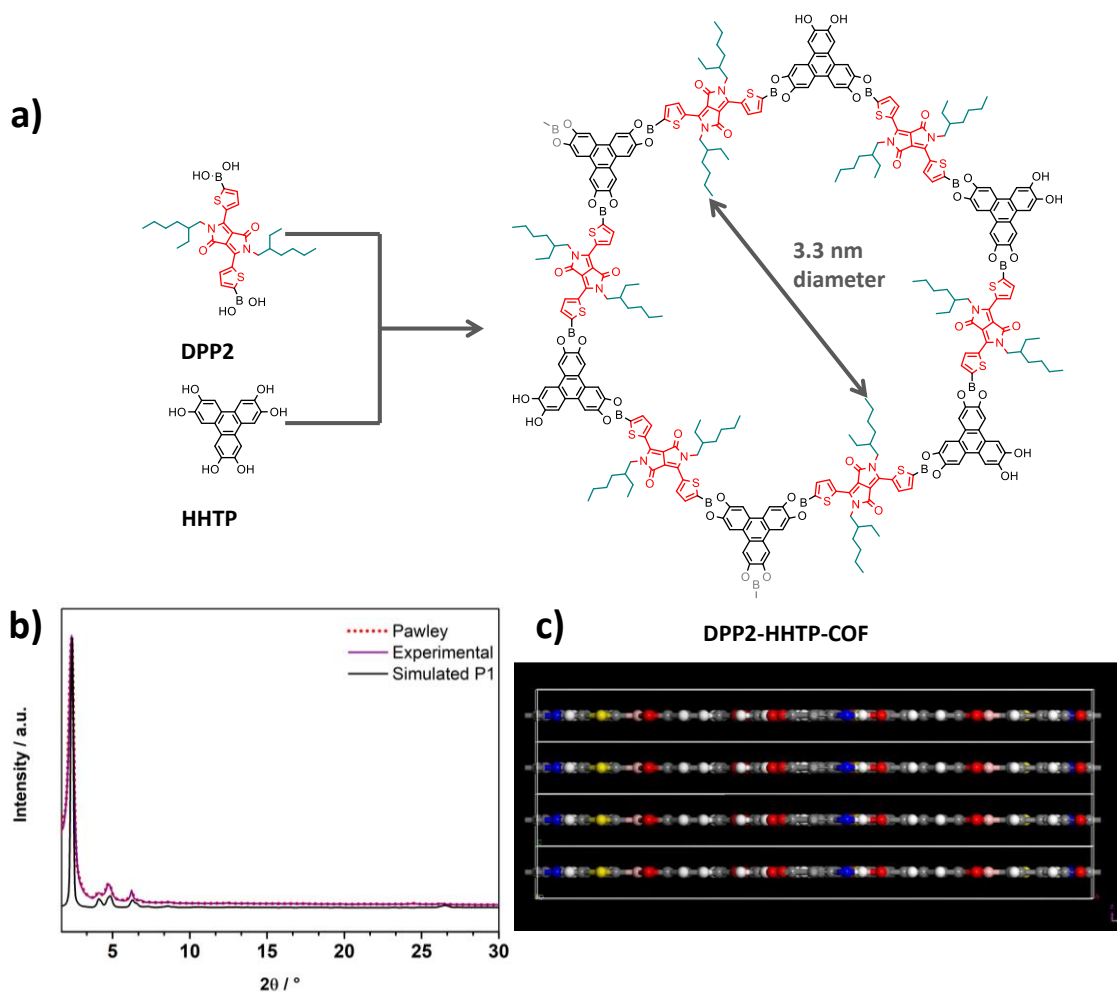 a)
HO
OH
B
S
O
N
N
O
S
B
HO
OH
DPP2
HO
OH
HO
OH
OH
OH
HHTP
3.3 nm
diameter
b)
Pawley
Experimental
Simulated P1
Intensity / a.u.
5
10
15
20
25
30
2θ / °
c)
DPP2-HHTP-COF